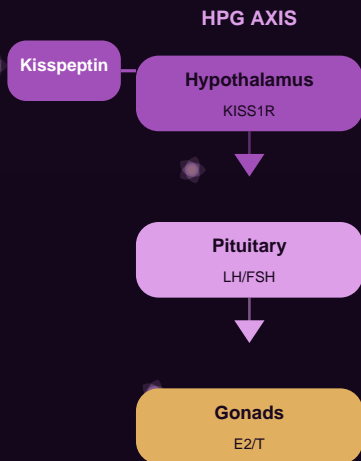 HPG AXIS
Kisspeptin
Hypothalamus
KISS1R
Pituitary
LH/FSH
Gonads
E2/T